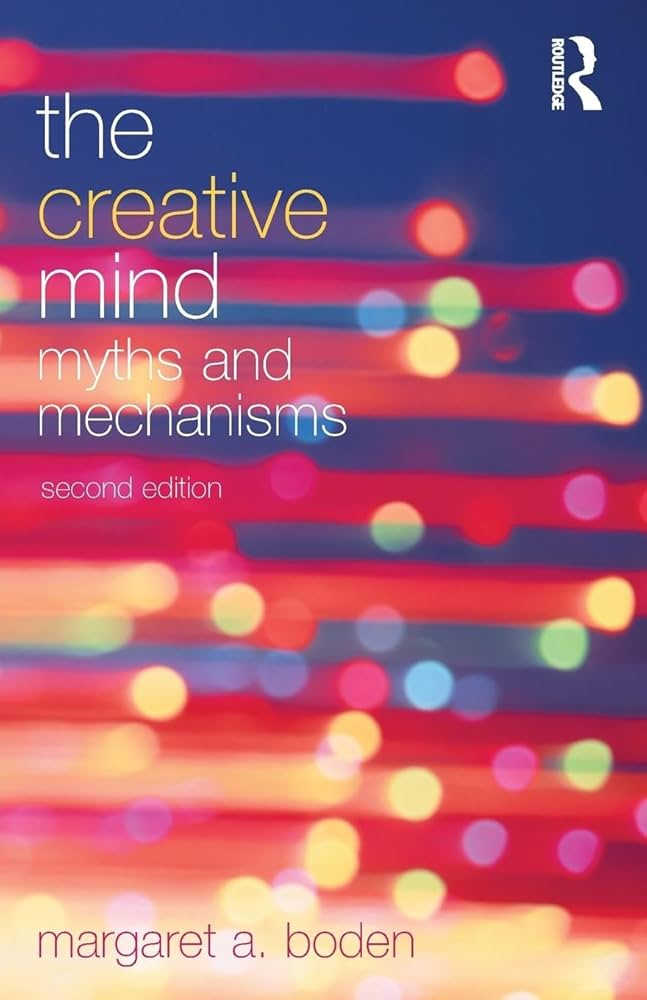 ROUTLEDGE
the
creative
mind
myths and
mechanisms
second edition
margaret a. boden